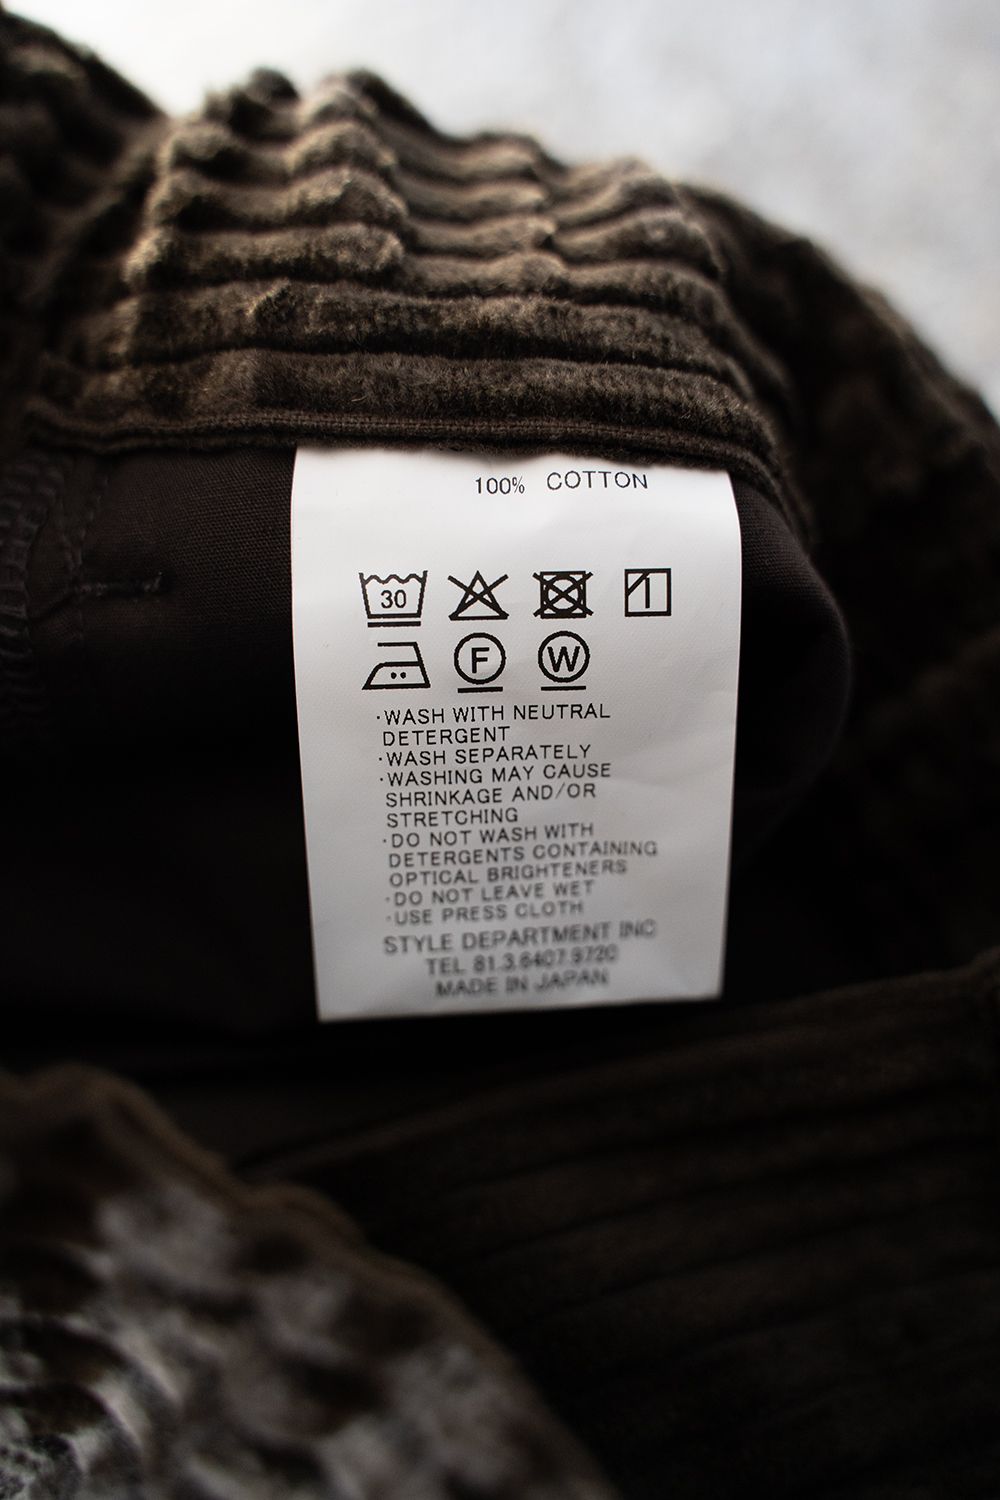 100% COTTON
30
F W
·WASH WITH NEUTRAL
DETERGENT
·WASH SEPARATELY
·WASHING MAY CAUSE
SHRINKAGE AND/OR
STRETCHING
·DO NOT WASH WITH
DETERGENTS CONTAINING
OPTICAL BRIGHTENERS
·DO NOT LEAVE WET
·USE PRESS CLOTH
STYLE DEPARTMENT INC
TEL 81.3.6407.9720
MADE IN JAPAN